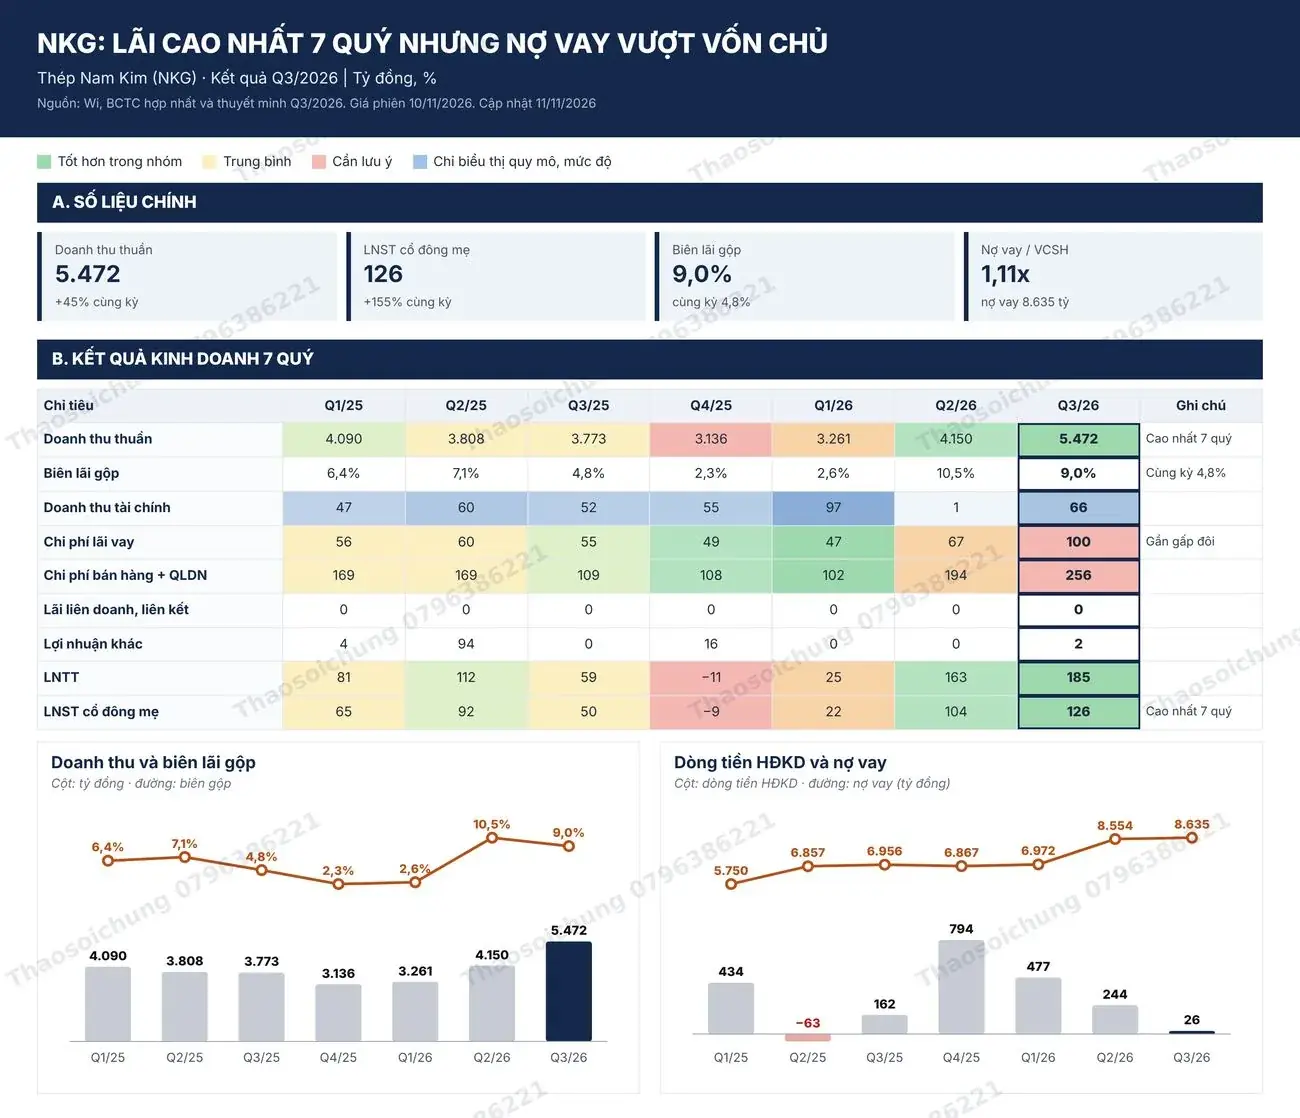 NKG: LÃI CAO NHẤT 7 QUÝ NHƯNG NỢ VAY VƯỢT VỐN CHỦ
Thép Nam Kim (NKG) · Kết quả Q3/2026 | Tỷ đồng, %
Nguồn: Wi, BCTC hợp nhất và thuyết minh Q3/2026. Giá phiên 10/11/2026. Cập nhật 11/11/2026
Tốt hơn trong nhóm Trung bình Cần lưu ý Chỉ biểu thị quy mô, mức độ
A. SỐ LIỆU CHÍNH
Doanh thu thuần LNST cổ đông mẹ Biên lãi gộp Nợ vay / VCSH
5.472 126 9,0% 1,11x
+45% cùng kỳ +155% cùng kỳ cùng kỳ 4,8% nợ vay 8.635 tỷ
B. KẾT QUẢ KINH DOANH 7 QUÝ
Chỉ tiêu Q1/25 Q2/25 Q3/25 Q4/25 Q1/26 Q2/26 Q3/26 Ghi chú
Doanh thu thuần 4.090 3.808 3.773 3.136 3.261 4.150 5.472 Cao nhất 7 quý
Biên lãi gộp 6,4% 7,1% 4,8% 2,3% 2,6% 10,5% 9,0% Cùng kỳ 4,8%
Doanh thu tài chính 47 60 52 55 97 1 66
Chi phí lãi vay 56 60 55 49 47 67 100 Gần gấp đôi
Chi phí bán hàng + QLDN 169 169 109 108 102 194 256
Lãi liên doanh, liên kết 0 0 0 0 0 0 0
Lợi nhuận khác 4 94 0 16 0 0 2
LNTT 81 112 59 −11 25 163 185
LNST cổ đông mẹ 65 92 50 −9 22 104 126 Cao nhất 7 quý
Doanh thu và biên lãi gộp
Cột: tỷ đồng · đường: biên gộp
6,4% 7,1% 4,8% 2,3% 2,6% 10,5% 9,0%
4.090 3.808 3.773 3.136 3.261 4.150 5.472
Q1/25 Q2/25 Q3/25 Q4/25 Q1/26 Q2/26 Q3/26
Dòng tiền HĐKD và nợ vay
Cột: dòng tiền HĐKD · đường: nợ vay (tỷ đồng)
5.750 6.857 6.956 6.867 6.972 8.554 8.635
434 −63 162 794 477 244 26
Q1/25 Q2/25 Q3/25 Q4/25 Q1/26 Q2/26 Q3/26
Thaosoichung 0796386221